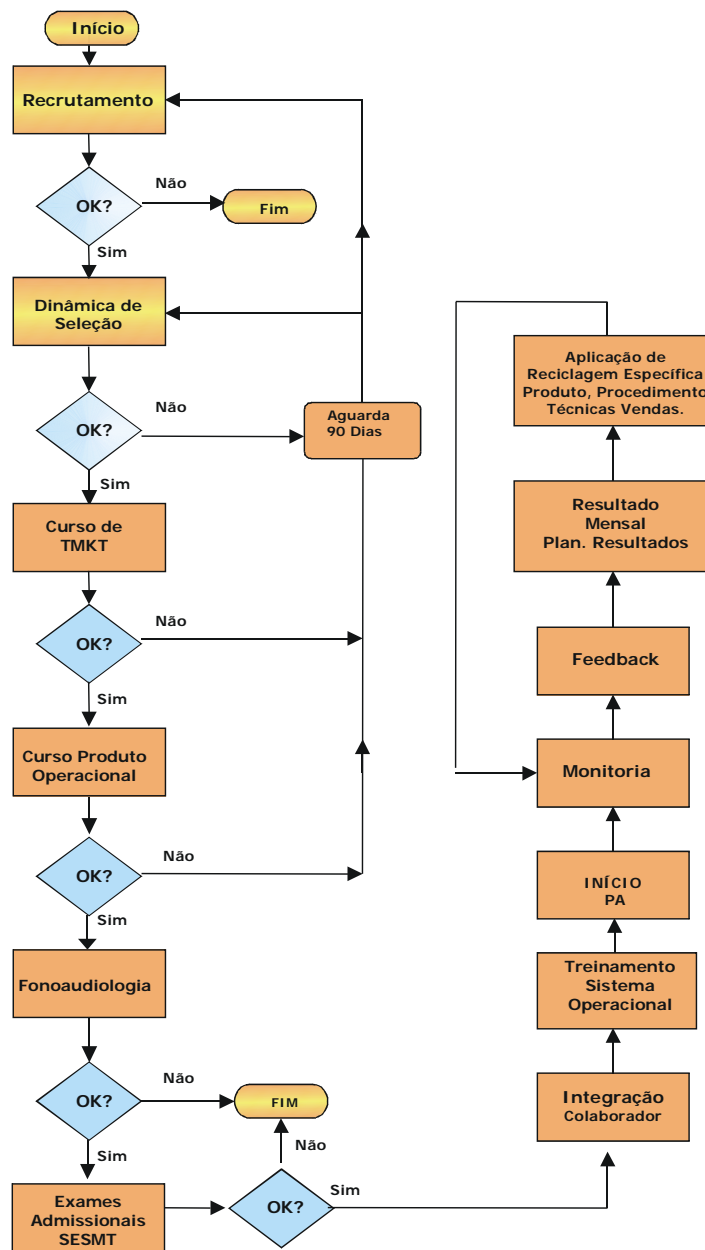 Início
Recrutamento
OK?
Não
Fim
Sim
Dinâmica de
Seleção
OK?
Não
Aguarda
90 Dias
Sim
Curso de
TMKT
OK?
Não
Sim
Curso Produto
Operacional
OK?
Não
Sim
Fonoaudiologia
OK?
Não
FIM
Sim
Exames
Admissionais
SESMT
OK?
Não
Sim
Integração
Colaborador
Treinamento
Sistema
Operacional
INÍCIO
PA
Monitoria
Feedback
Resultado
Mensal
Plan. Resultados
Aplicação de
Reciclagem Específica
Produto, Procedimento
Técnicas Vendas.